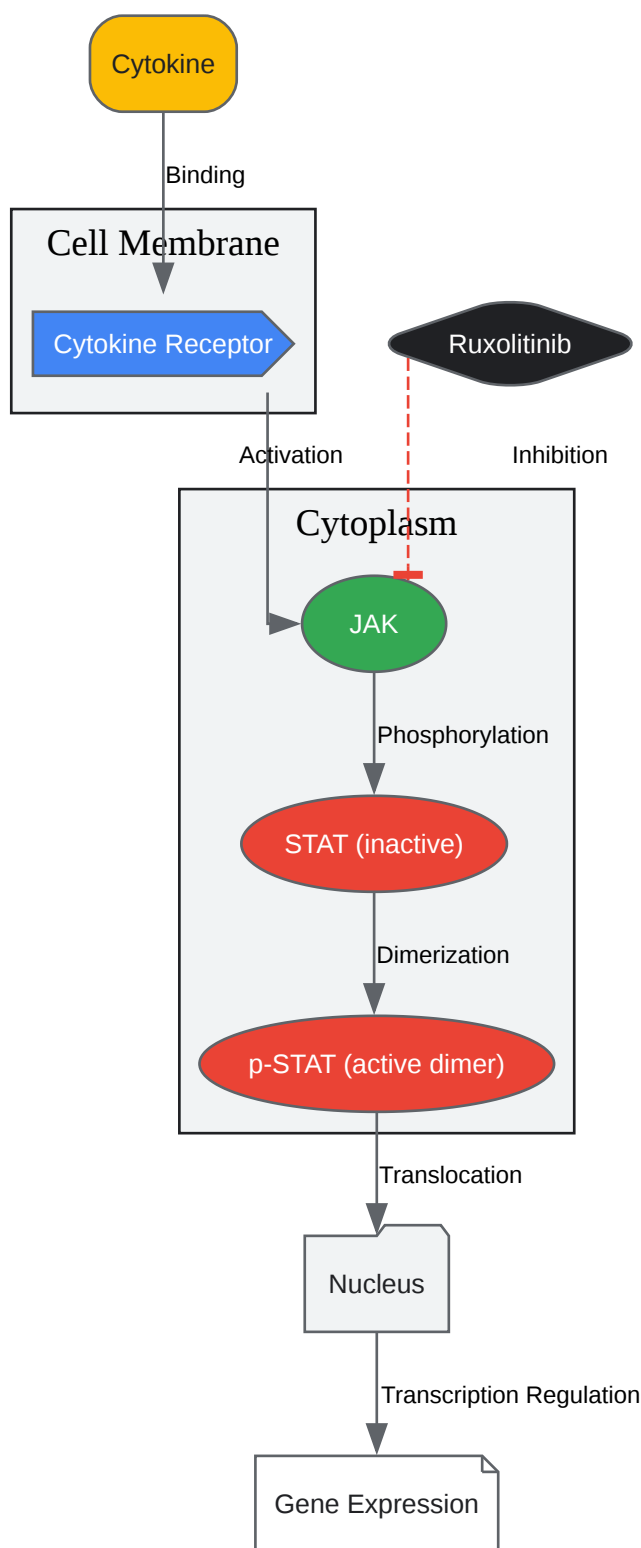 Cytokine
Binding
Cell Membrane
Cytokine Receptor
Ruxolitinib
Activation
Inhibition
Cytoplasm
JAK
Phosphorylation
STAT (inactive)
Dimerization
p-STAT (active dimer)
Translocation
Nucleus
Transcription Regulation
Gene Expression